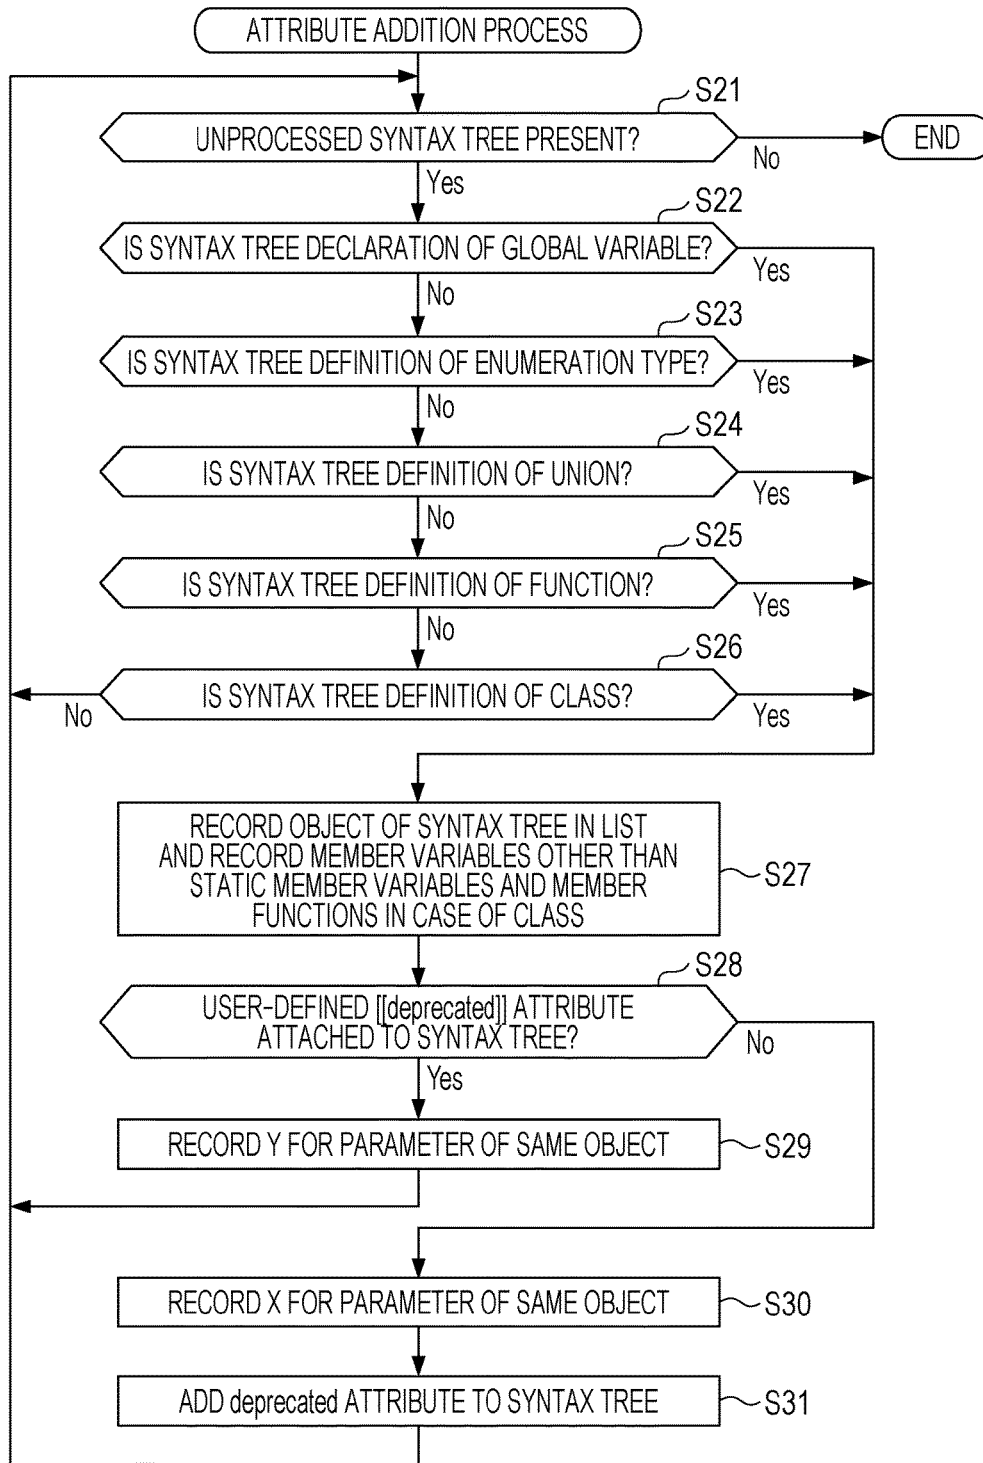 ATTRIBUTE ADDITION PROCESS
S21
UNPROCESSED SYNTAX TREE PRESENT?
END
No
Yes
S22
IS SYNTAX TREE DECLARATION OF GLOBAL VARIABLE?
Yes
No
S23
IS SYNTAX TREE DEFINITION OF ENUMERATION TYPE?
Yes
No
S24
IS SYNTAX TREE DEFINITION OF UNION?
Yes
No
S25
IS SYNTAX TREE DEFINITION OF FUNCTION?
Yes
No
S26
IS SYNTAX TREE DEFINITION OF CLASS?
No
Yes
RECORD OBJECT OF SYNTAX TREE IN LIST
AND RECORD MEMBER VARIABLES OTHER THAN
STATIC MEMBER VARIABLES AND MEMBER
FUNCTIONS IN CASE OF CLASS
S27
S28
USER-DEFINED [[deprecated]] ATTRIBUTE
ATTACHED TO SYNTAX TREE?
No
Yes
RECORD Y FOR PARAMETER OF SAME OBJECT
S29
RECORD X FOR PARAMETER OF SAME OBJECT
S30
ADD deprecated ATTRIBUTE TO SYNTAX TREE
S31